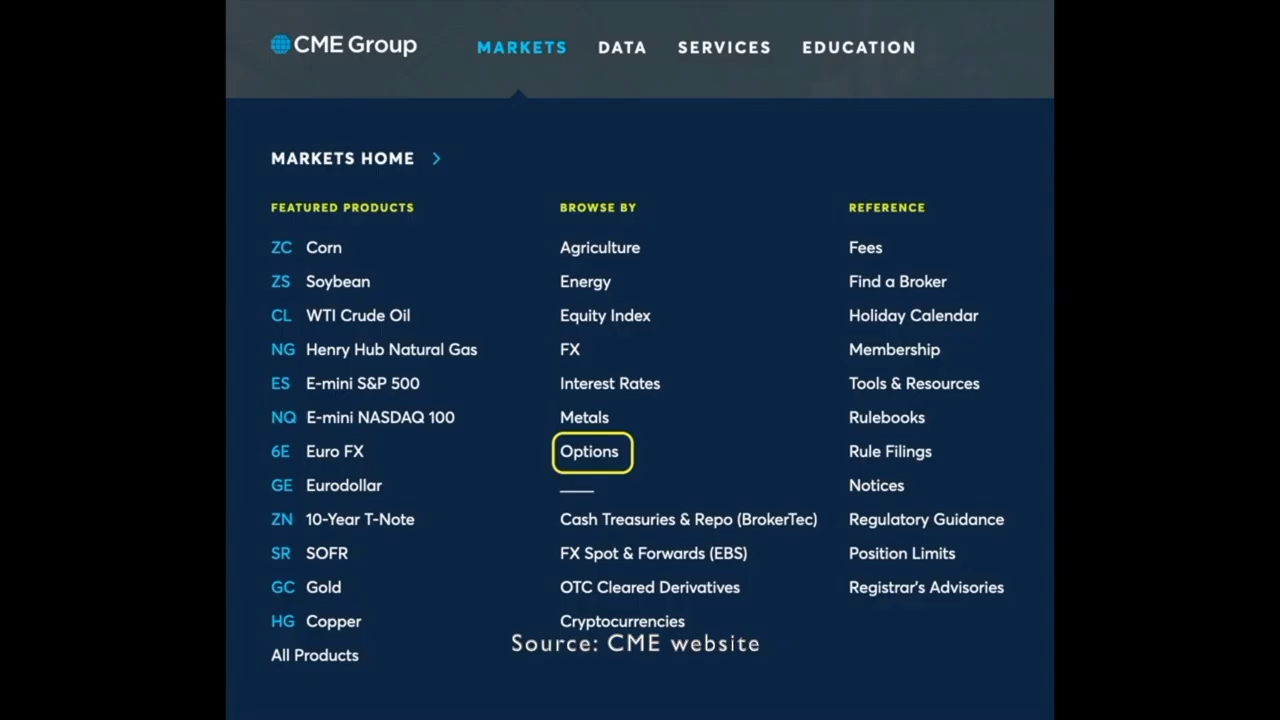 CME Group
MARKETS DATA SERVICES EDUCATION
MARKETS HOME >
FEATURED PRODUCTS
ZC Corn
ZS Soybean
CL WTI Crude Oil
NG Henry Hub Natural Gas
ES E-mini S&P 500
NQ E-mini NASDAQ 100
6E Euro FX
GE Eurodollar
ZN 10-Year T-Note
SR SOFR
GC Gold
HG Copper
All Products
BROWSE BY
Agriculture
Energy
Equity Index
FX
Interest Rates
Metals
Options
Cash Treasuries & Repo (BrokerTec)
FX Spot & Forwards (EBS)
OTC Cleared Derivatives
Cryptocurrencies
REFERENCE
Fees
Find a Broker
Holiday Calendar
Membership
Tools & Resources
Rulebooks
Rule Filings
Notices
Regulatory Guidance
Position Limits
Registrar's Advisories
Source: CME website